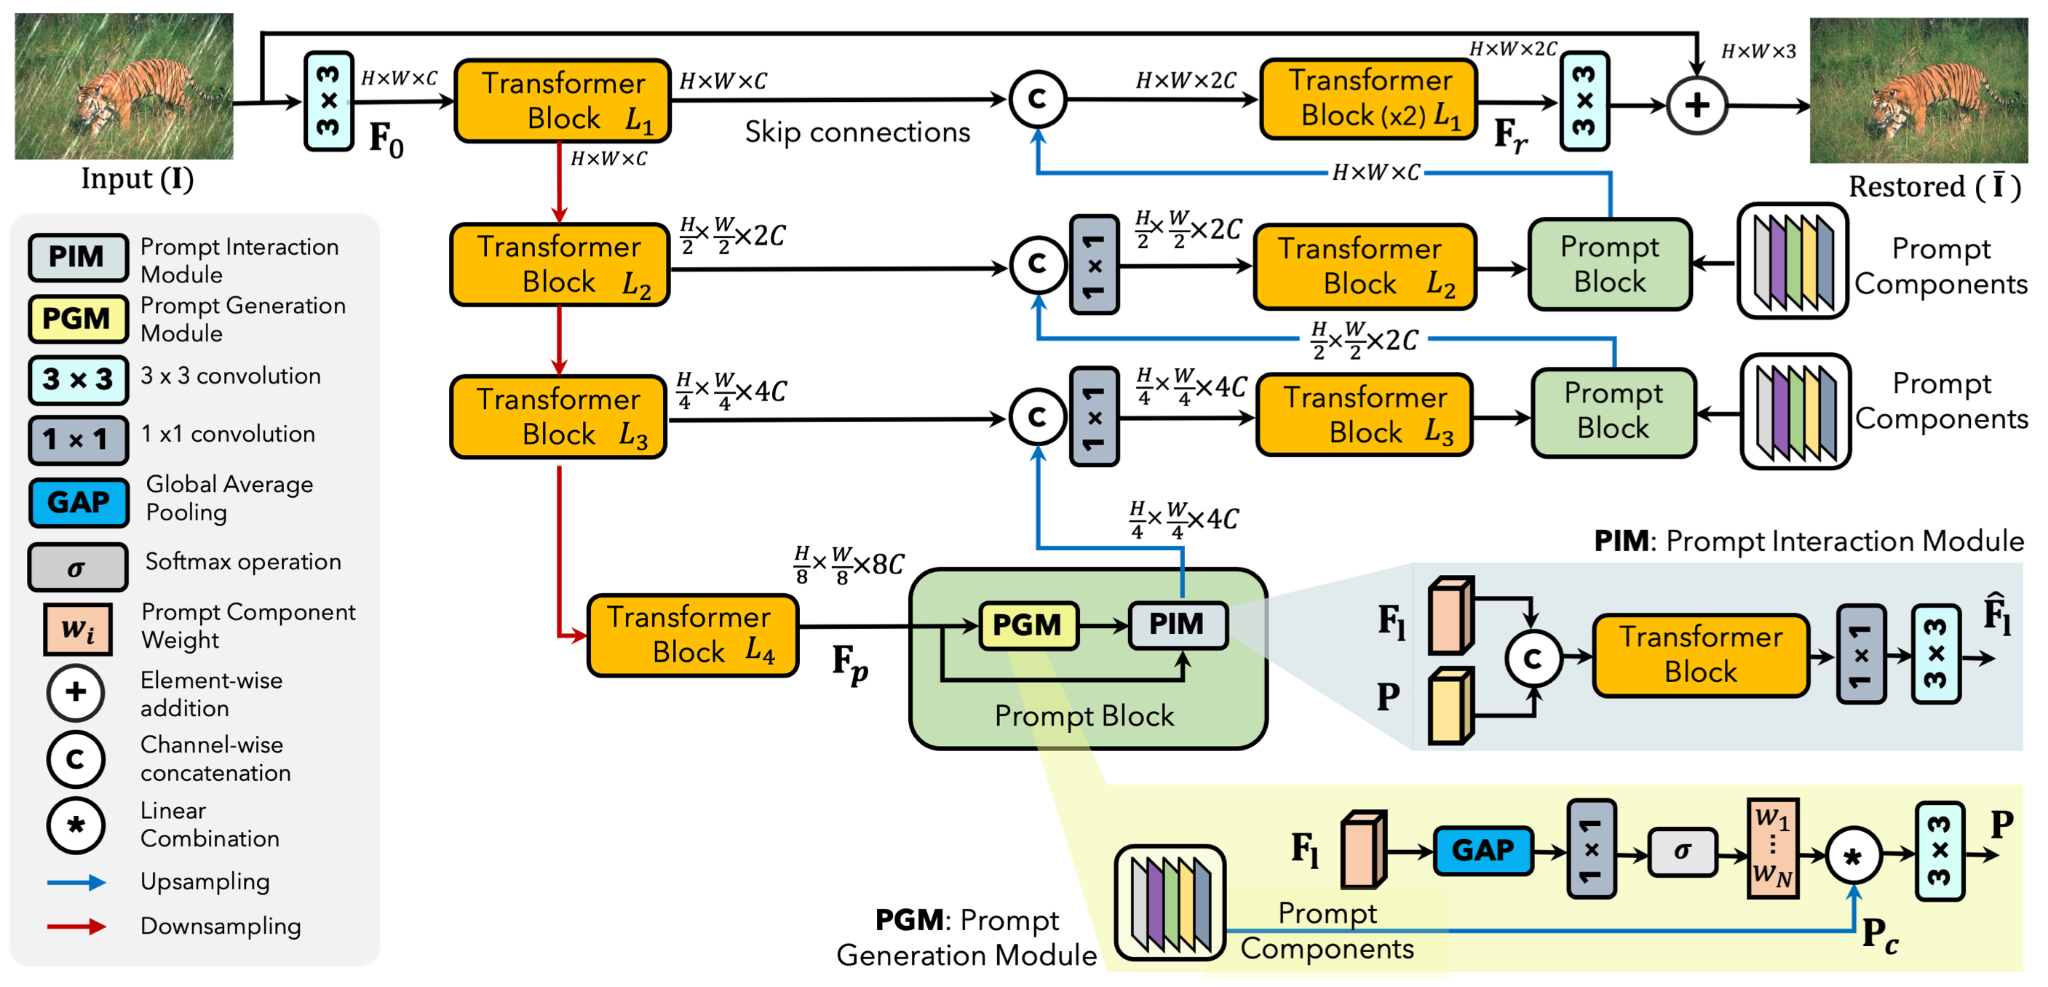 Input (I)
3 × 3
H×W×C
F0
Transformer
Block L1
H×W×C
Skip connections
H×W×C
C
H×W×2C
Transformer
Block (x2) L1
H×W×2C
Fr
3 × 3
+
H×W×3
Restored ( Ī )
H×W×C
Transformer
Block L2
H/2 × W/2 ×2C
C
1 × 1
H/2 × W/2 ×2C
Transformer
Block L2
Prompt
Block
Prompt
Components
H/2 × W/2 ×2C
Transformer
Block L3
H/4 × W/4 ×4C
C
1 × 1
H/4 × W/4 ×4C
Transformer
Block L3
Prompt
Block
Prompt
Components
H/4 × W/4 ×4C
Transformer
Block L4
H/8 × W/8 ×8C
Fp
PGM
PIM
Prompt Block
PIM: Prompt Interaction Module
Fl
P
C
Transformer
Block
1 × 1
3 × 3
F̂l
PGM: Prompt
Generation Module
Prompt
Components
Fl
GAP
1 × 1
σ
w1
⋮
wN
*
Pc
3 × 3
P
PIM
Prompt Interaction
Module
PGM
Prompt Generation
Module
3 × 3
3 x 3 convolution
1 × 1
1 x1 convolution
GAP
Global Average
Pooling
σ
Softmax operation
wi
Prompt Component
Weight
+
Element-wise
addition
C
Channel-wise
concatenation
*
Linear
Combination
Upsampling
Downsampling